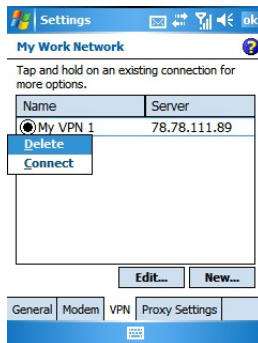 Settings
ok
My Work Network
Tap and hold on an existing connection for
more options.
Name Server
My VPN 1 78.78.111.89
Delete
Connect
Edit... New...
General Modem VPN Proxy Settings